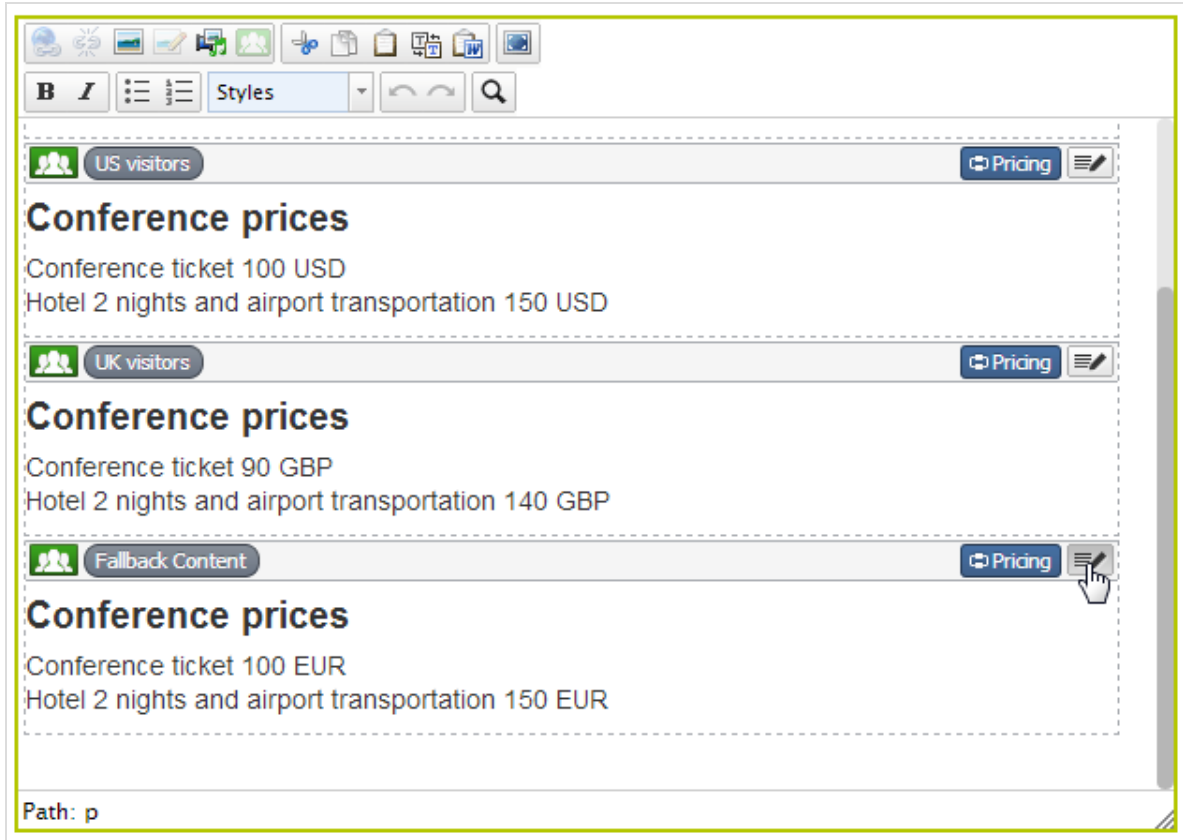 B I Styles
US visitors Pricing
Conference prices
Conference ticket 100 USD
Hotel 2 nights and airport transportation 150 USD
UK visitors Pricing
Conference prices
Conference ticket 90 GBP
Hotel 2 nights and airport transportation 140 GBP
Fallback Content Pricing
Conference prices
Conference ticket 100 EUR
Hotel 2 nights and airport transportation 150 EUR
Path: p